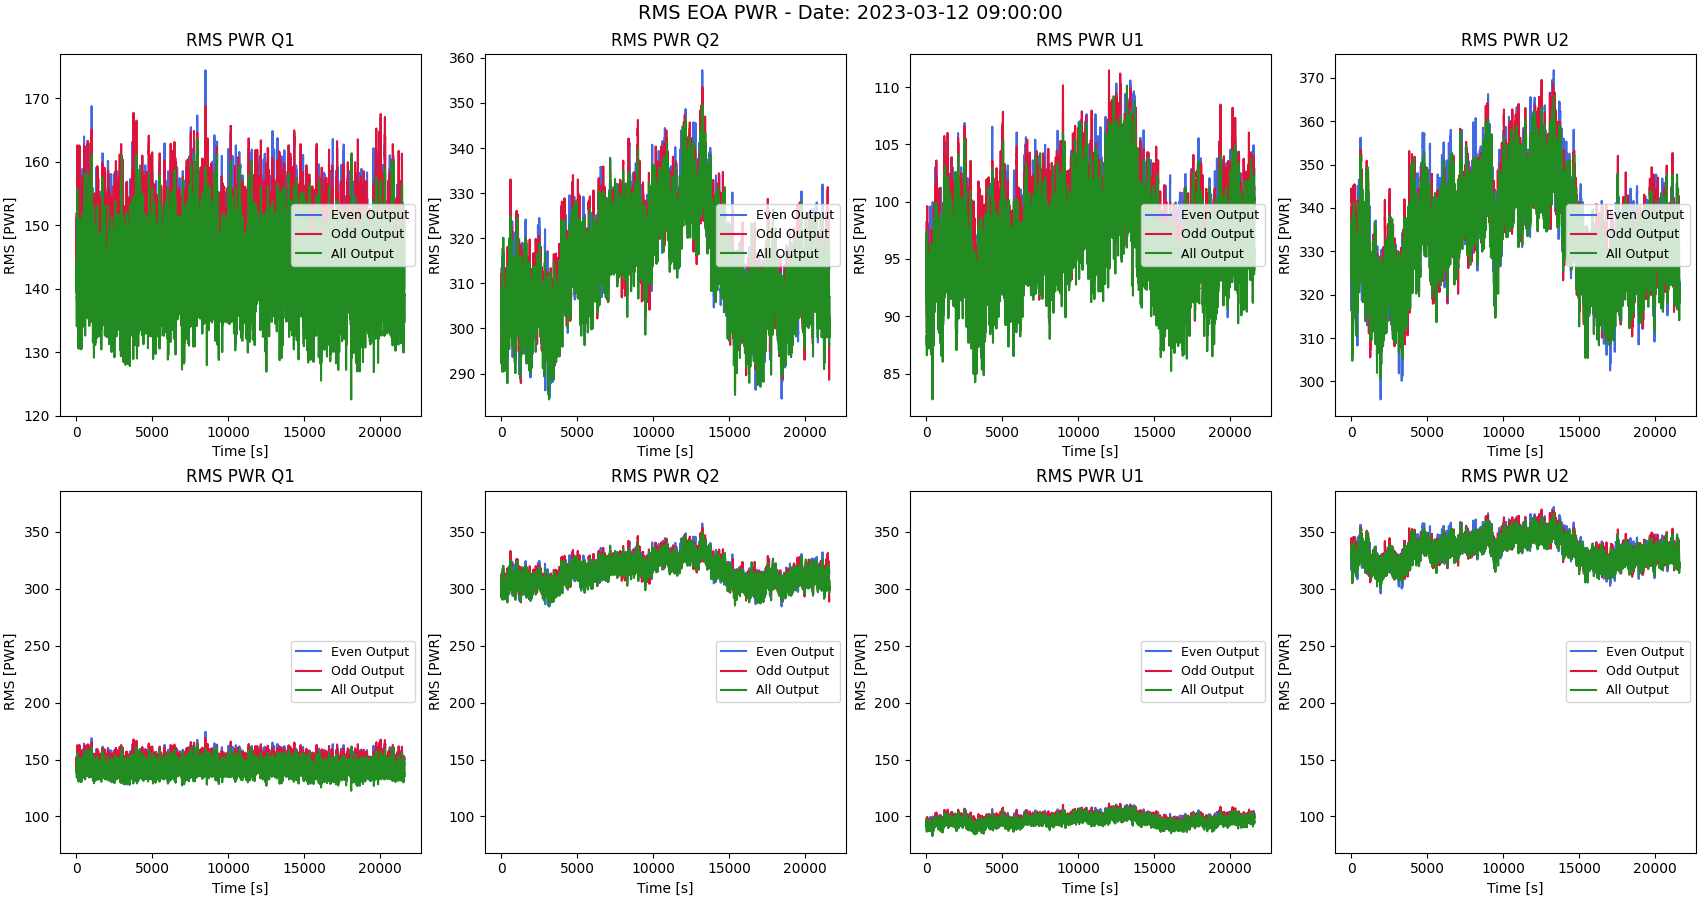 RMS EOA PWR - Date: 2023-03-12 09:00:00
RMS PWR Q1
RMS [PWR]
170
160
150
140
130
120
0 5000 10000 15000 20000
Time [s]
Even Output
Odd Output
All Output
RMS PWR Q2
RMS [PWR]
360
350
340
330
320
310
300
290
0 5000 10000 15000 20000
Time [s]
Even Output
Odd Output
All Output
RMS PWR U1
RMS [PWR]
110
105
100
95
90
85
0 5000 10000 15000 20000
Time [s]
Even Output
Odd Output
All Output
RMS PWR U2
RMS [PWR]
370
360
350
340
330
320
310
300
0 5000 10000 15000 20000
Time [s]
Even Output
Odd Output
All Output
RMS PWR Q1
RMS [PWR]
350
300
250
200
150
100
0 5000 10000 15000 20000
Time [s]
Even Output
Odd Output
All Output
RMS PWR Q2
RMS [PWR]
350
300
250
200
150
100
0 5000 10000 15000 20000
Time [s]
Even Output
Odd Output
All Output
RMS PWR U1
RMS [PWR]
350
300
250
200
150
100
0 5000 10000 15000 20000
Time [s]
Even Output
Odd Output
All Output
RMS PWR U2
RMS [PWR]
350
300
250
200
150
100
0 5000 10000 15000 20000
Time [s]
Even Output
Odd Output
All Output